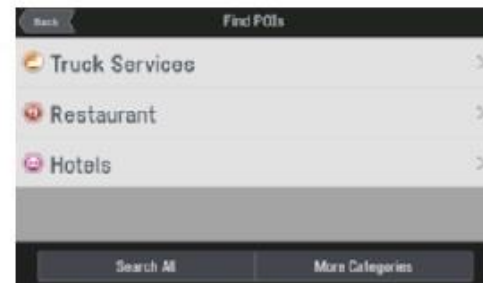 Back
Find POIs
Truck Services
Restaurant
Hotels
Search All
More Categories